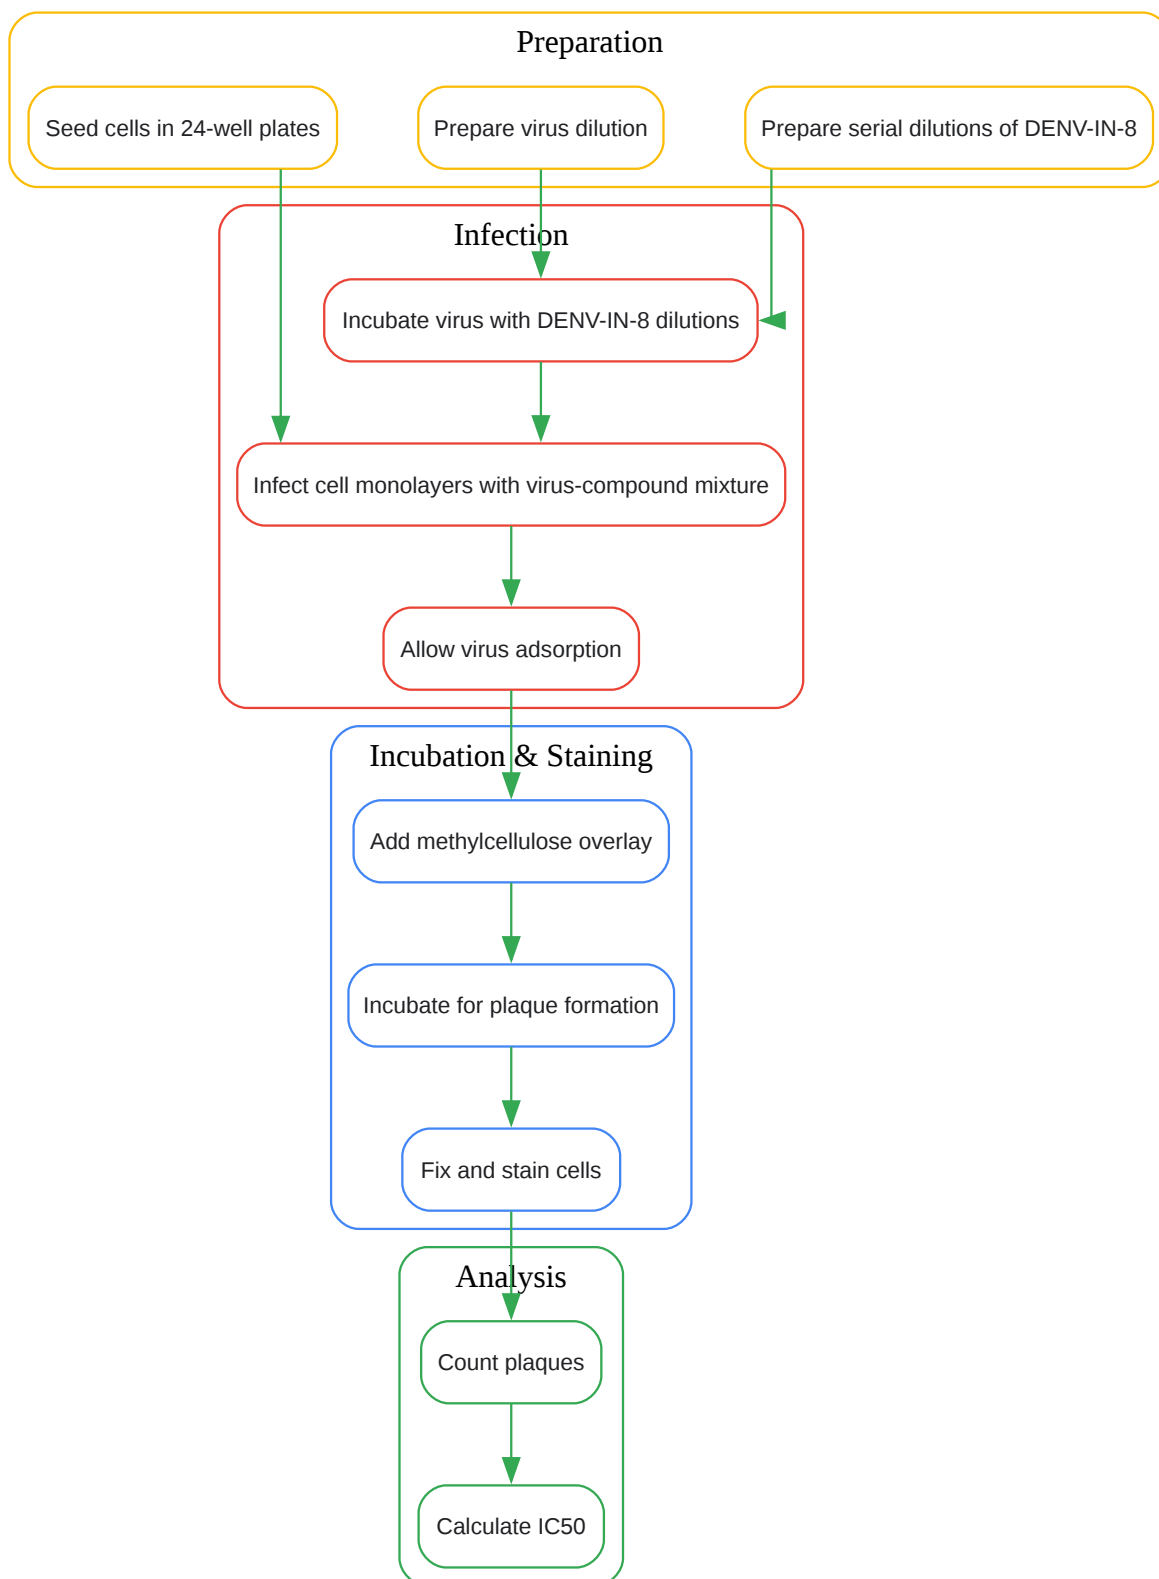 Preparation
Seed cells in 24-well plates
Prepare virus dilution
Prepare serial dilutions of DENV-IN-8
Infection
Incubate virus with DENV-IN-8 dilutions
Infect cell monolayers with virus-compound mixture
Allow virus adsorption
Incubation & Staining
Add methylcellulose overlay
Incubate for plaque formation
Fix and stain cells
Analysis
Count plaques
Calculate IC50